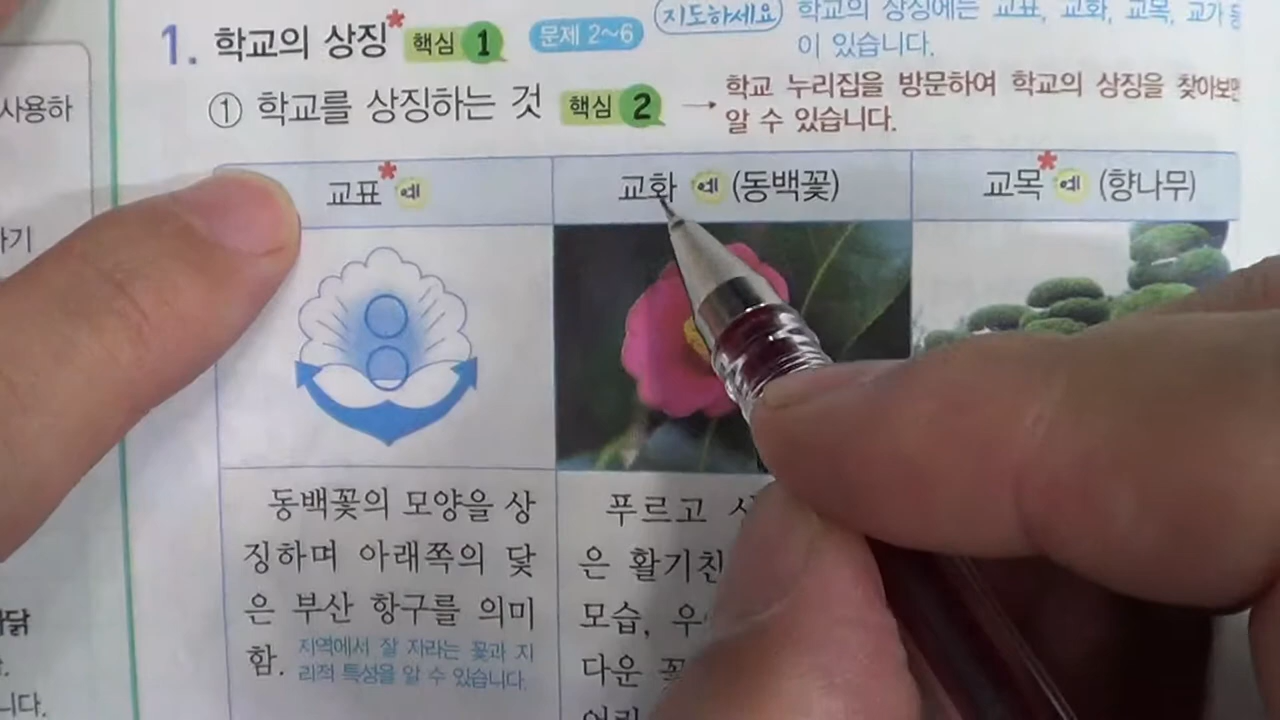 1. 학교의 상징* 핵심 1 문제 2~6 지도하세요 학교의 상징에는 교표, 교화, 교목, 교가 등
이 있습니다.
① 학교를 상징하는 것 핵심 2 → 학교 누리집을 방문하여 학교의 상징을 찾아보면
알 수 있습니다.
사용하
교표* 예 교화 예 (동백꽃) 교목* 예 (향나무)
동백꽃의 모양을 상
징하며 아래쪽의 닻
은 부산 항구를 의미
함. 지역에서 잘 자라는 꽃과 지
리적 특성을 알 수 있습니다.
푸르고
은 활기찬
모습,
다운
니다.